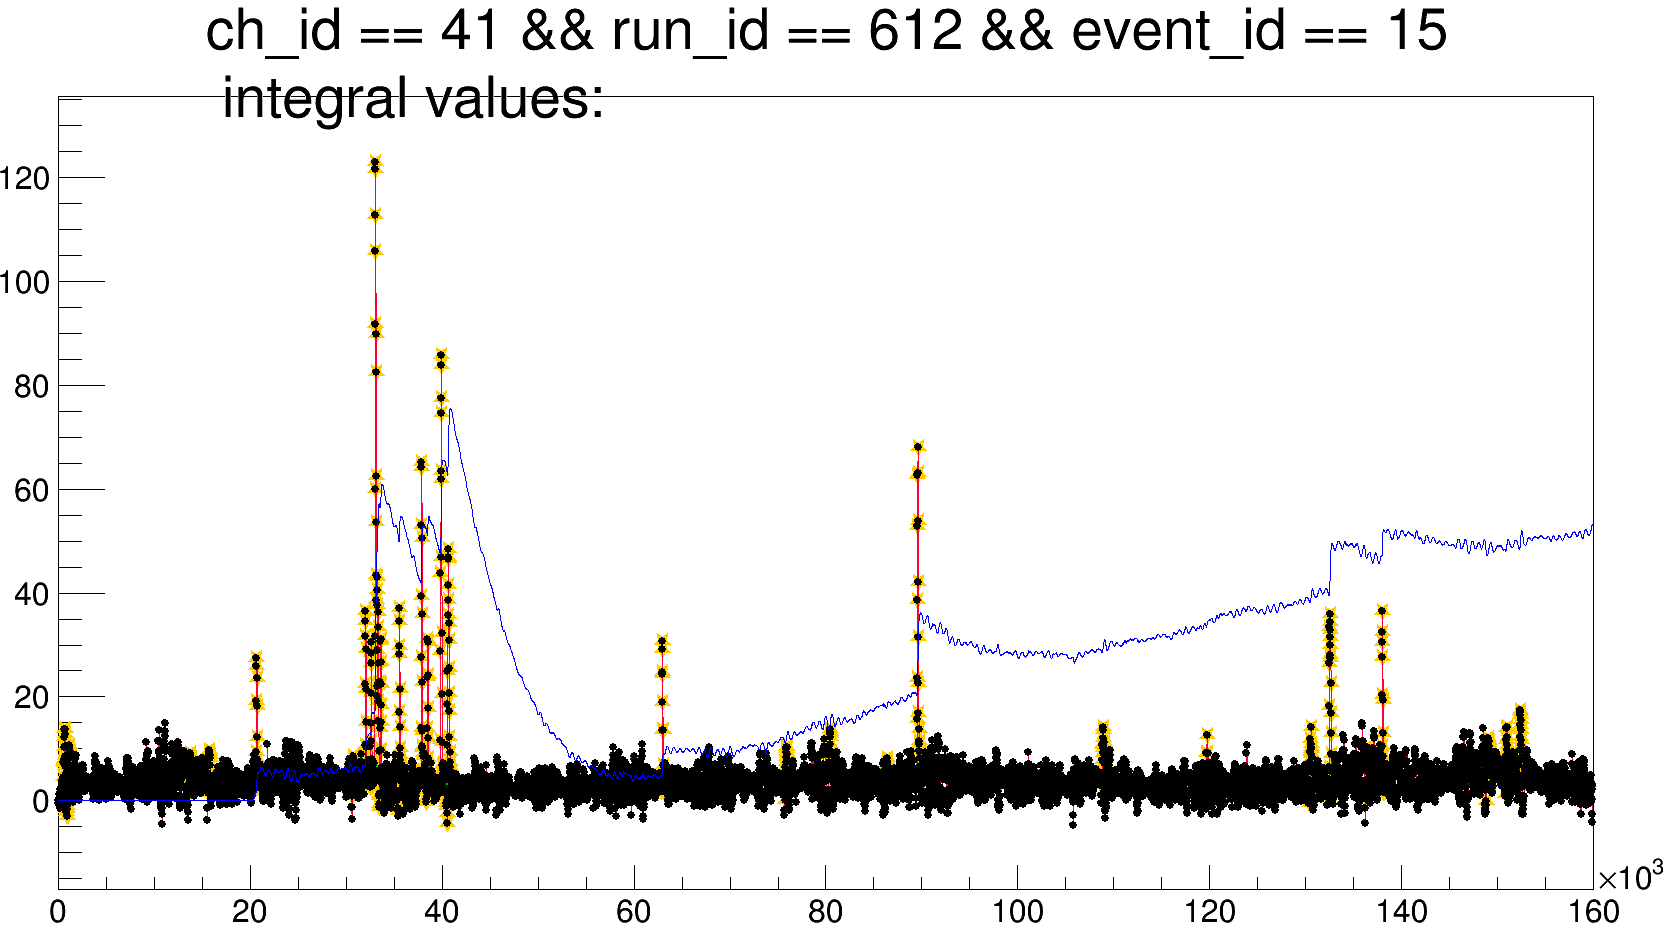 ch_id == 41 && run_id == 612 && event_id == 15
integral values:
120
100
80
60
40
20
0
0 20 40 60 80 100 120 140 160
×10³